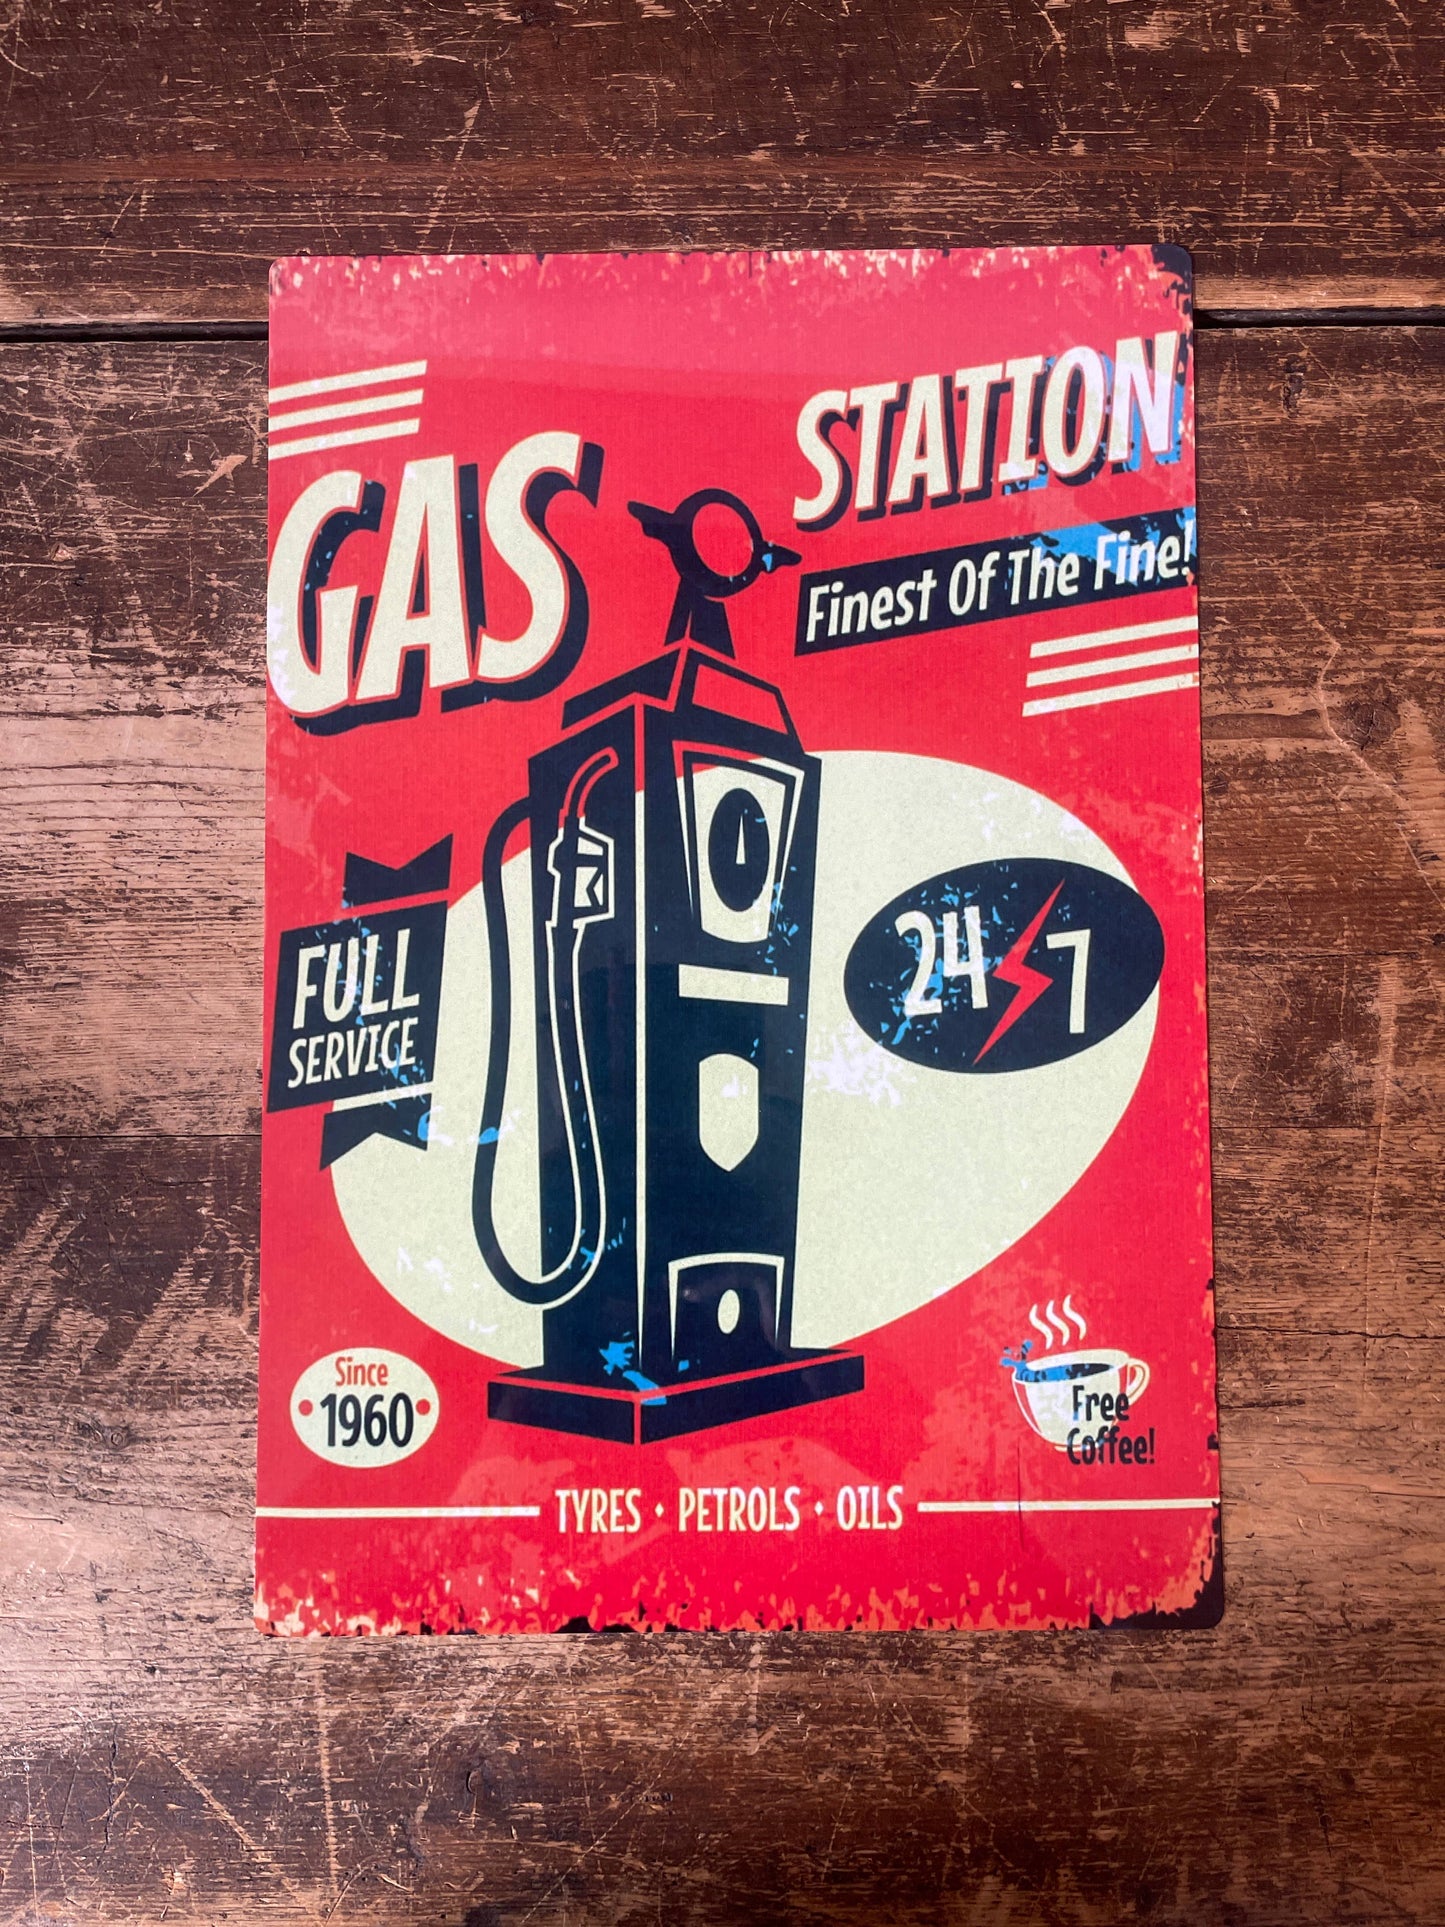 GAS
STATION
Finest Of The Fine!
FULL
SERVICE
24 7
Since
1960
Free
Coffee!
TYRES · PETROLS · OILS